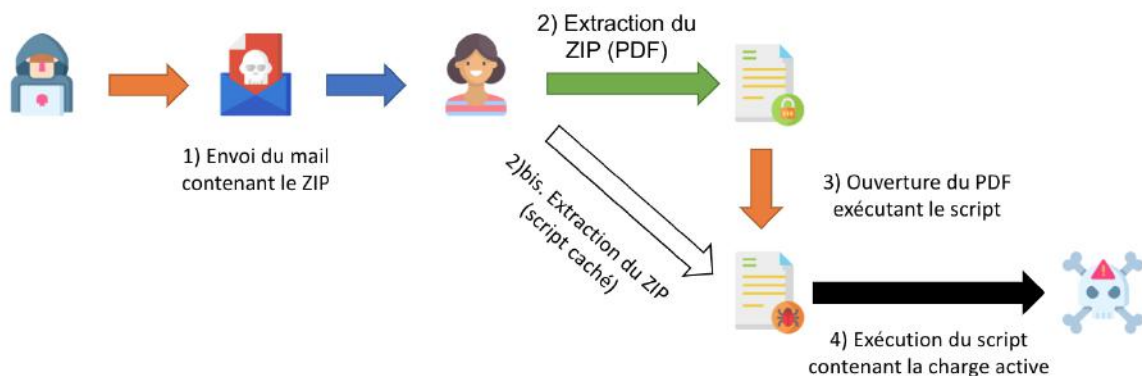 2) Extraction du
ZIP (PDF)
1) Envoi du mail
contenant le ZIP
2)bis. Extraction du ZIP
(script caché)
3) Ouverture du PDF
exécutant le script
4) Exécution du script
contenant la charge active